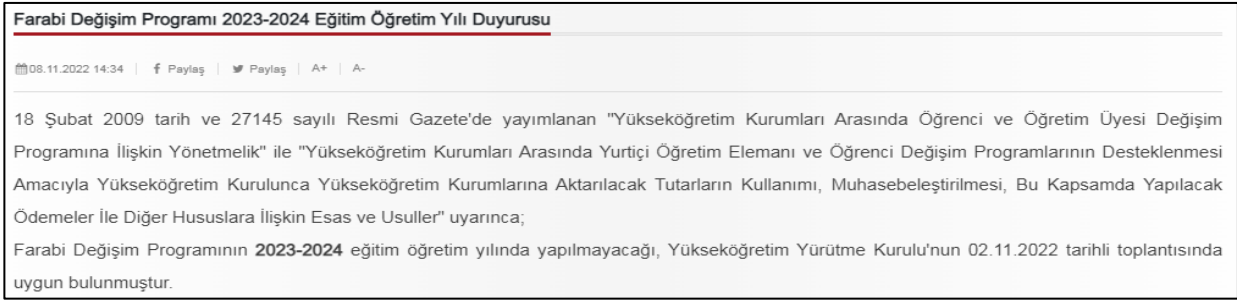 Farabi Değişim Programı 2023-2024 Eğitim Öğretim Yılı Duyurusu
08.11.2022 14:34 | Paylaş | Paylaş | A+ | A-
18 Şubat 2009 tarih ve 27145 sayılı Resmi Gazete'de yayımlanan "Yükseköğretim Kurumları Arasında Öğrenci ve Öğretim Üyesi Değişim
Programına İlişkin Yönetmelik" ile "Yükseköğretim Kurumları Arasında Yurtiçi Öğretim Elemanı ve Öğrenci Değişim Programlarının Desteklenmesi
Amacıyla Yükseköğretim Kurulunca Yükseköğretim Kurumlarına Aktarılacak Tutarların Kullanımı, Muhasebeleştirilmesi, Bu Kapsamda Yapılacak
Ödemeler İle Diğer Hususlara İlişkin Esas ve Usuller" uyarınca;
Farabi Değişim Programının 2023-2024 eğitim öğretim yılında yapılmayacağı, Yükseköğretim Yürütme Kurulu'nun 02.11.2022 tarihli toplantısında
uygun bulunmuştur.